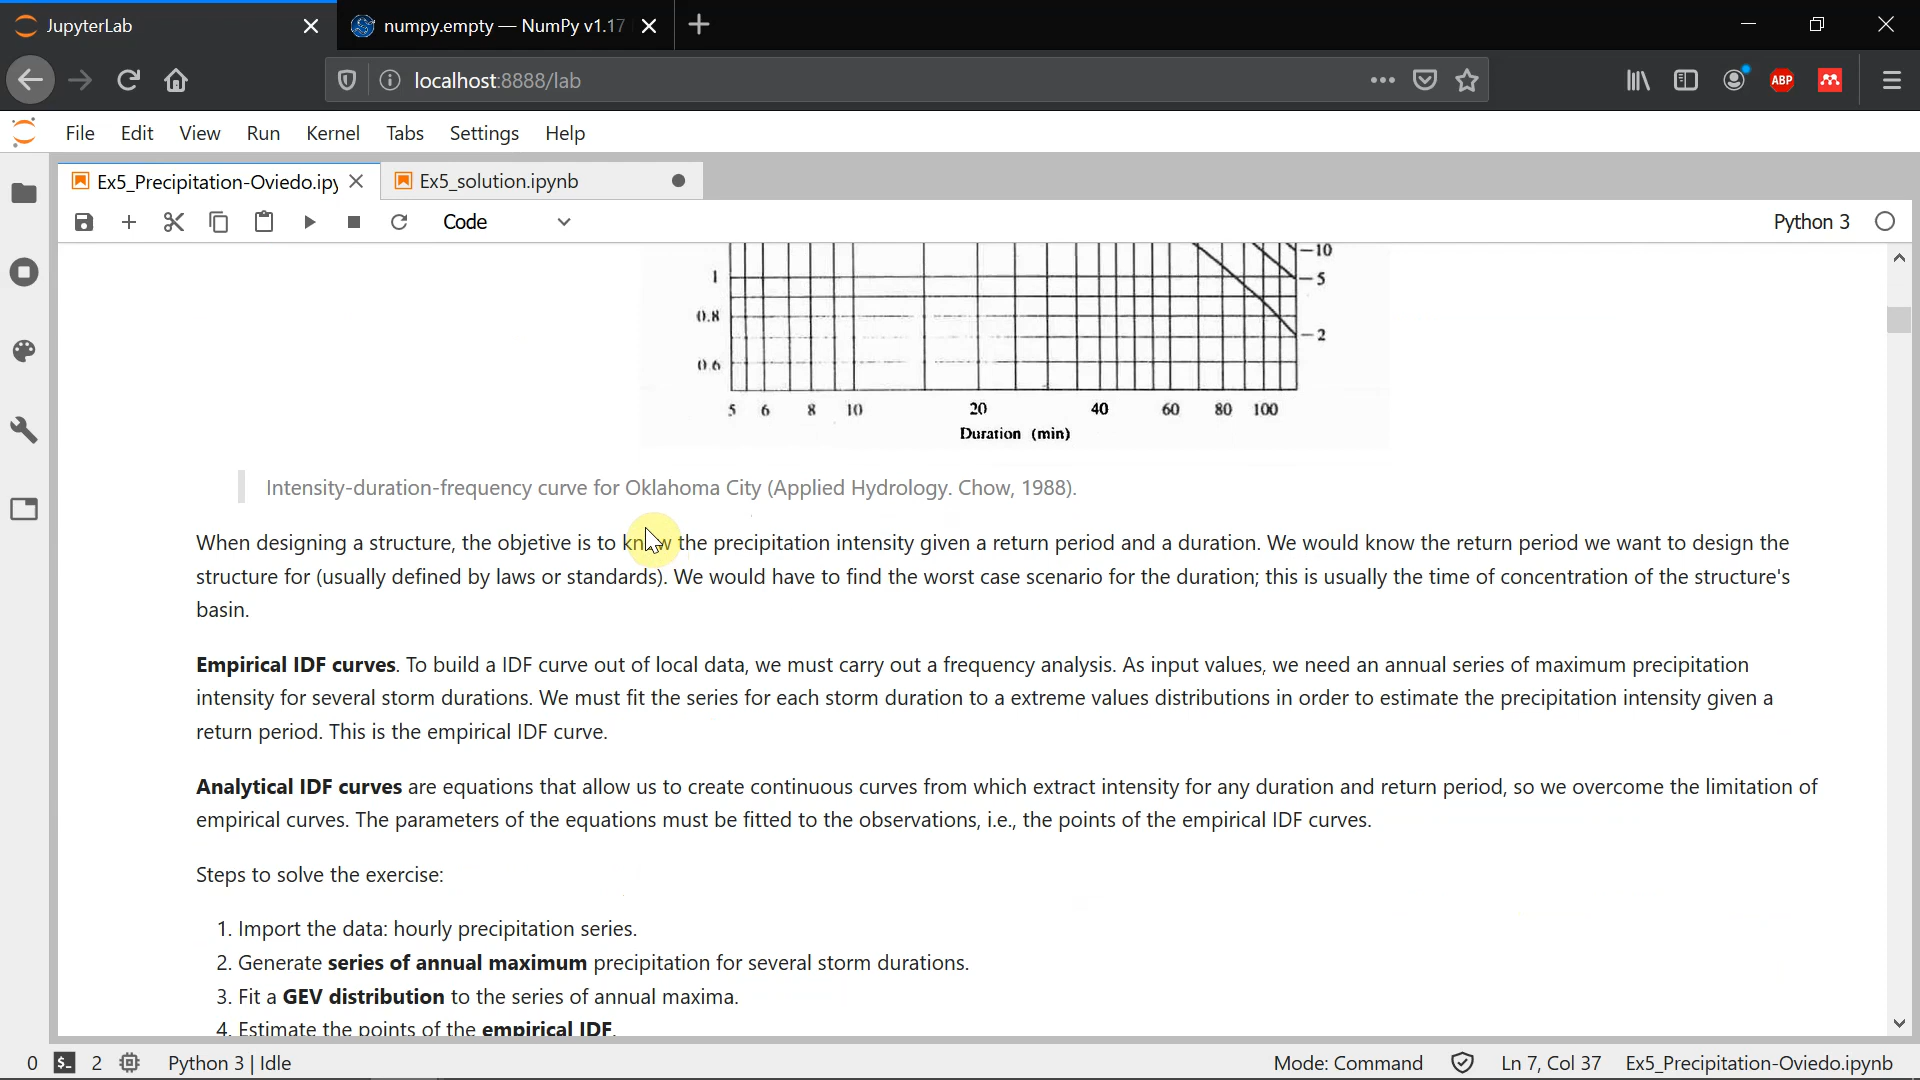 JupyterLab
numpy.empty — NumPy v1.17
localhost:8888/lab
ABP
File Edit View Run Kernel Tabs Settings Help
Ex5_Precipitation-Oviedo.ipy
Ex5_solution.ipynb
Code
Python 3
10
1
5
0.8
2
0.6
5 6 8 10 20 40 60 80 100
Duration (min)
Intensity-duration-frequency curve for Oklahoma City (Applied Hydrology. Chow, 1988).
When designing a structure, the objetive is to know the precipitation intensity given a return period and a duration. We would know the return period we want to design the
structure for (usually defined by laws or standards). We would have to find the worst case scenario for the duration; this is usually the time of concentration of the structure's
basin.
Empirical IDF curves. To build a IDF curve out of local data, we must carry out a frequency analysis. As input values, we need an annual series of maximum precipitation
intensity for several storm durations. We must fit the series for each storm duration to a extreme values distributions in order to estimate the precipitation intensity given a
return period. This is the empirical IDF curve.
Analytical IDF curves are equations that allow us to create continuous curves from which extract intensity for any duration and return period, so we overcome the limitation of
empirical curves. The parameters of the equations must be fitted to the observations, i.e., the points of the empirical IDF curves.
Steps to solve the exercise:
1. Import the data: hourly precipitation series.
2. Generate series of annual maximum precipitation for several storm durations.
3. Fit a GEV distribution to the series of annual maxima.
4. Estimate the points of the empirical IDF.
0 $_ 2 Python 3 | Idle
Mode: Command Ln 7, Col 37 Ex5_Precipitation-Oviedo.ipynb